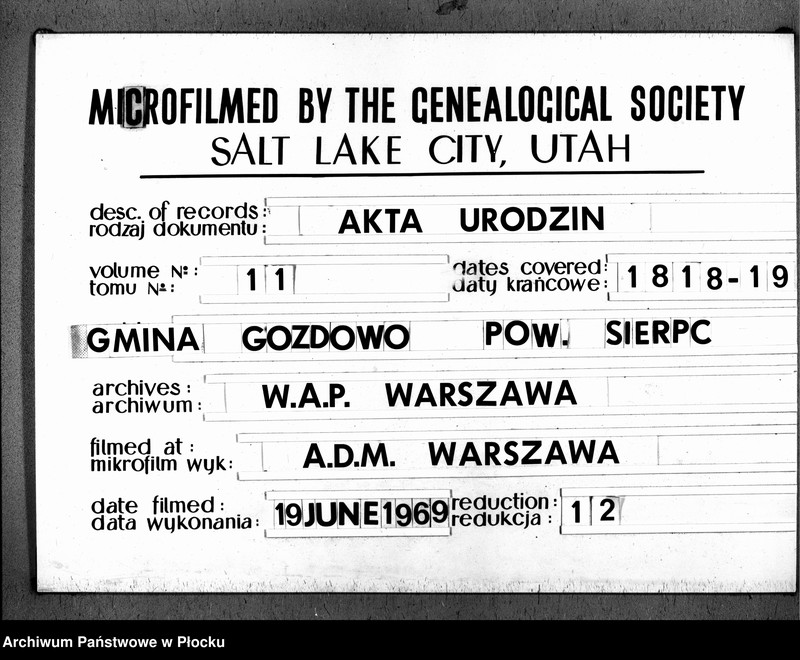 MICROFILMED BY THE GENEALOGICAL SOCIETY
SALT LAKE CITY, UTAH
desc. of records: AKTA URODZIN
rodzaj dokumentu:
volume №: 11 dates covered: 1818-19
tomu №: daty krańcowe:
GMINA GOZDOWO POW. SIERPC
archives: W.A.P. WARSZAWA
archiwum:
filmed at: A.D.M. WARSZAWA
mikrofilm wyk:
date filmed: 19 JUNE 1969 reduction: 12
data wykonania: redukcja:
Archiwum Państwowe w Płocku